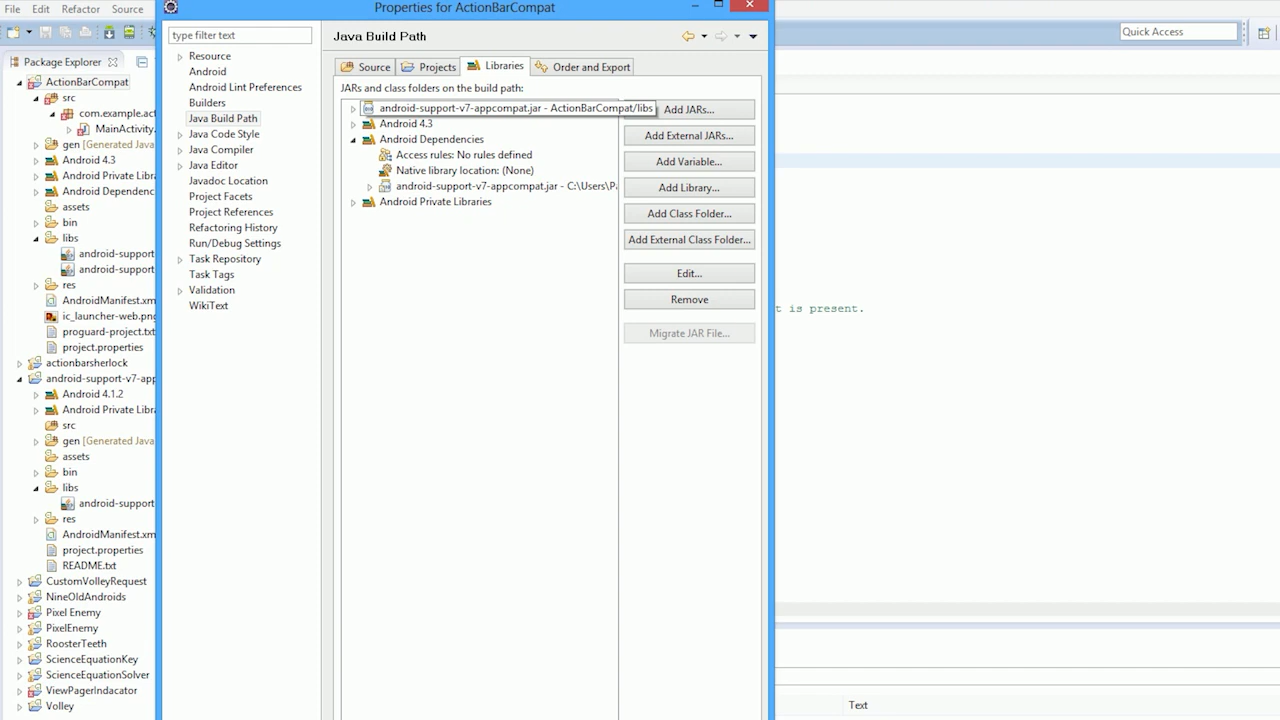 Properties for ActionBarCompat
File Edit Refactor Source
Quick Access
Package Explorer
ActionBarCompat
src
com.example.act
MainActivity.
gen [Generated Java
Android 4.3
Android Private Libra
Android Dependenc
assets
bin
libs
android-support
android-support
res
AndroidManifest.xm
ic_launcher-web.png
proguard-project.txt
project.properties
actionbarsherlock
android-support-v7-app
Android 4.1.2
Android Private Libra
src
gen [Generated Java
assets
bin
libs
android-support
res
AndroidManifest.xm
project.properties
README.txt
CustomVolleyRequest
NineOldAndroids
Pixel Enemy
PixelEnemy
RoosterTeeth
ScienceEquationKey
ScienceEquationSolver
ViewPagerIndacator
Volley
type filter text
Resource
Android
Android Lint Preferences
Builders
Java Build Path
Java Code Style
Java Compiler
Java Editor
Javadoc Location
Project Facets
Project References
Refactoring History
Run/Debug Settings
Task Repository
Task Tags
Validation
WikiText
Java Build Path
Source Projects Libraries Order and Export
JARs and class folders on the build path:
android-support-v7-appcompat.jar - ActionBarCompat/libs
Android 4.3
Android Dependencies
Access rules: No rules defined
Native library location: (None)
android-support-v7-appcompat.jar - C:\Users\Pa
Android Private Libraries
Add JARs...
Add External JARs...
Add Variable...
Add Library...
Add Class Folder...
Add External Class Folder...
Edit...
Remove
Migrate JAR File...
t is present.
Text